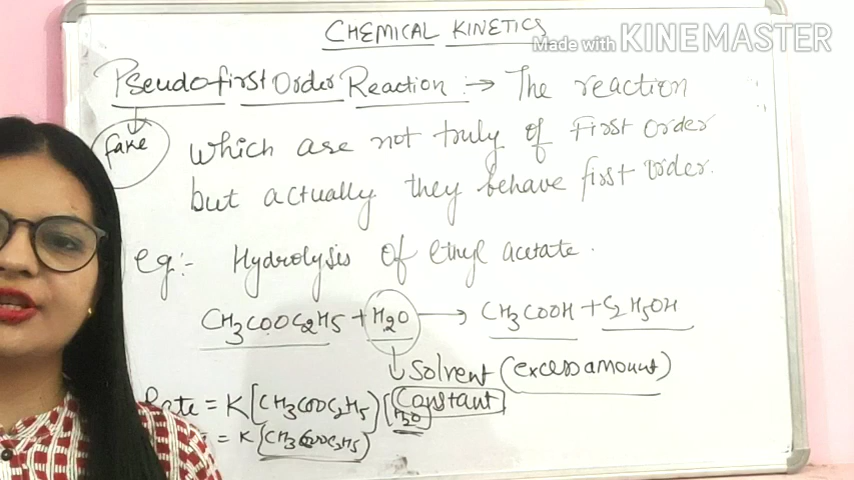 CHEMICAL KINETICS
Made with KINEMASTER
Pseudo-first Order Reaction → The reaction
fake
which are not truly of First Order
but actually they behave first order.
eg:- Hydrolysis of ethyl acetate.
CH3COOC2H5 + H2O → CH3COOH + C2H5OH
↓ Solvent (excess amount)
Constant
Rate = K[CH3COOC2H5][H2O]
= K[CH3COOC2H5]